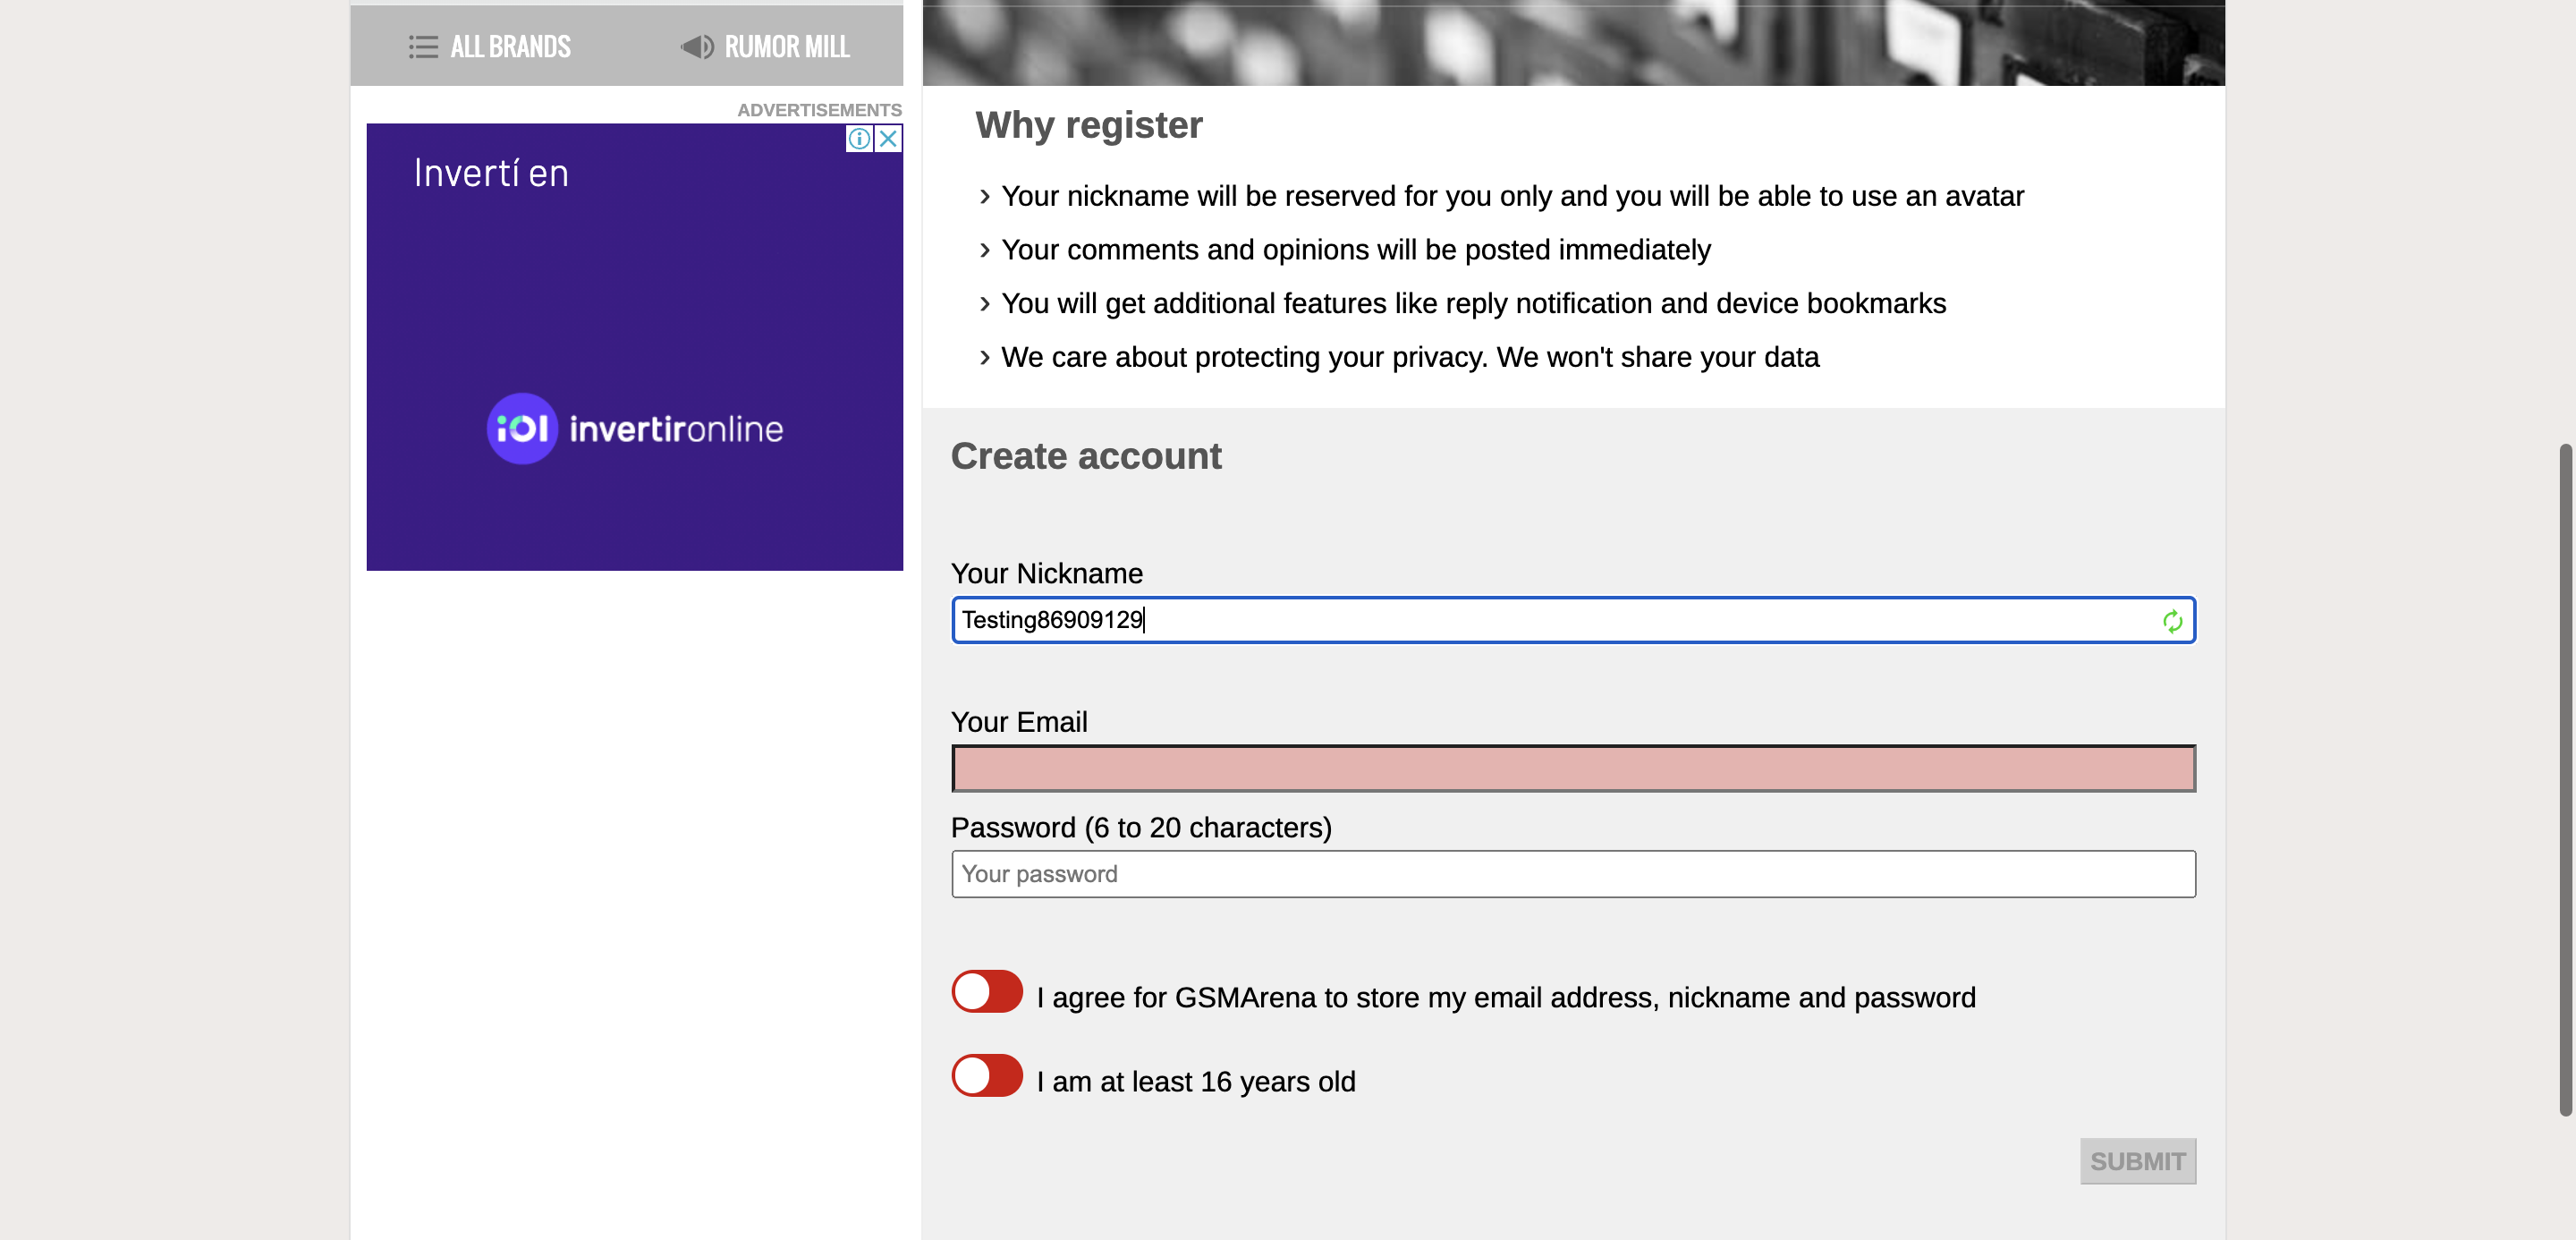 ALL BRANDS
RUMOR MILL
ADVERTISEMENTS
Invertí en
iOl invertironline
Why register
› Your nickname will be reserved for you only and you will be able to use an avatar
› Your comments and opinions will be posted immediately
› You will get additional features like reply notification and device bookmarks
› We care about protecting your privacy. We won't share your data
Create account
Your Nickname
Testing86909129
Your Email
Password (6 to 20 characters)
Your password
I agree for GSMArena to store my email address, nickname and password
I am at least 16 years old
SUBMIT